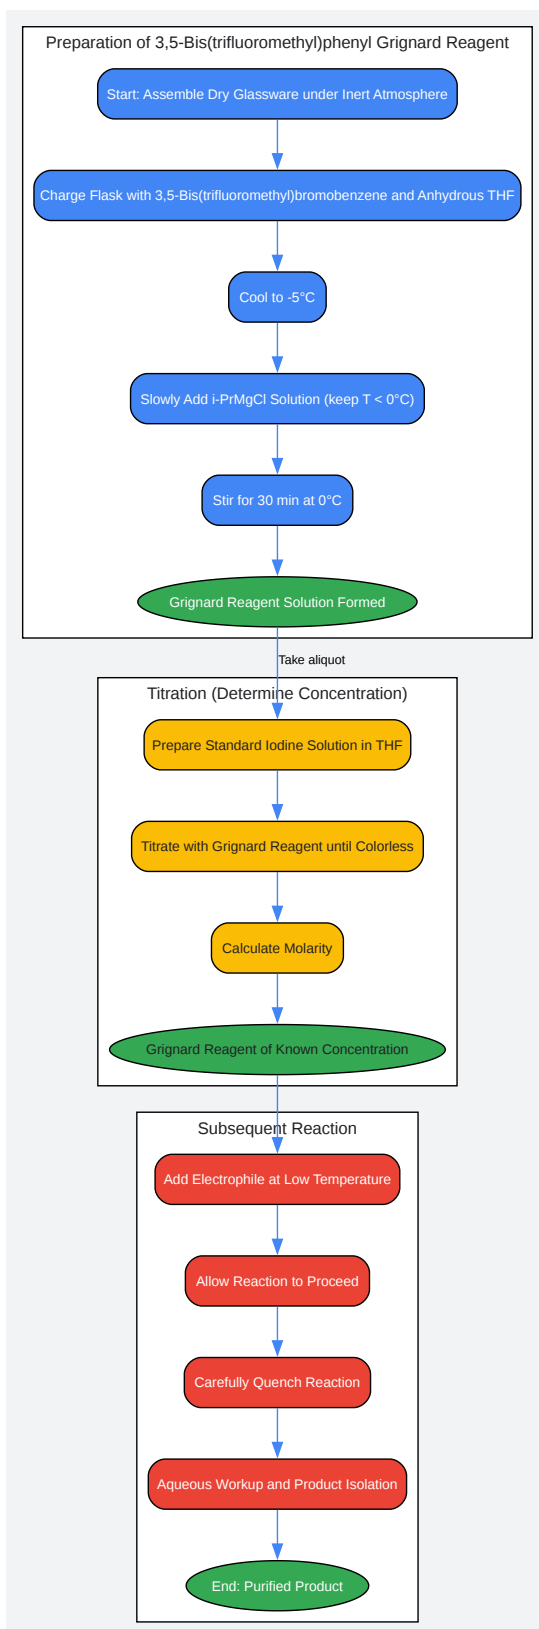 Preparation of 3,5-Bis(trifluoromethyl)phenyl Grignard Reagent
Start: Assemble Dry Glassware under Inert Atmosphere
Charge Flask with 3,5-Bis(trifluoromethyl)bromobenzene and Anhydrous THF
Cool to -5°C
Slowly Add i-PrMgCl Solution (keep T < 0°C)
Stir for 30 min at 0°C
Grignard Reagent Solution Formed
Take aliquot
Titration (Determine Concentration)
Prepare Standard Iodine Solution in THF
Titrate with Grignard Reagent until Colorless
Calculate Molarity
Grignard Reagent of Known Concentration
Subsequent Reaction
Add Electrophile at Low Temperature
Allow Reaction to Proceed
Carefully Quench Reaction
Aqueous Workup and Product Isolation
End: Purified Product